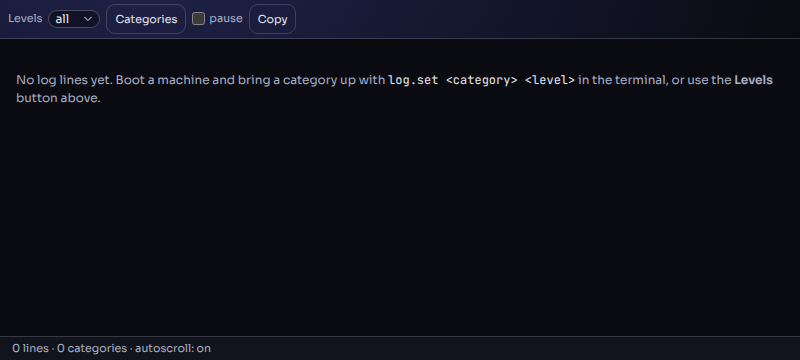 Levels all Categories pause Copy
No log lines yet. Boot a machine and bring a category up with log.set <category> <level> in the terminal, or use the Levels
button above.
0 lines · 0 categories · autoscroll: on